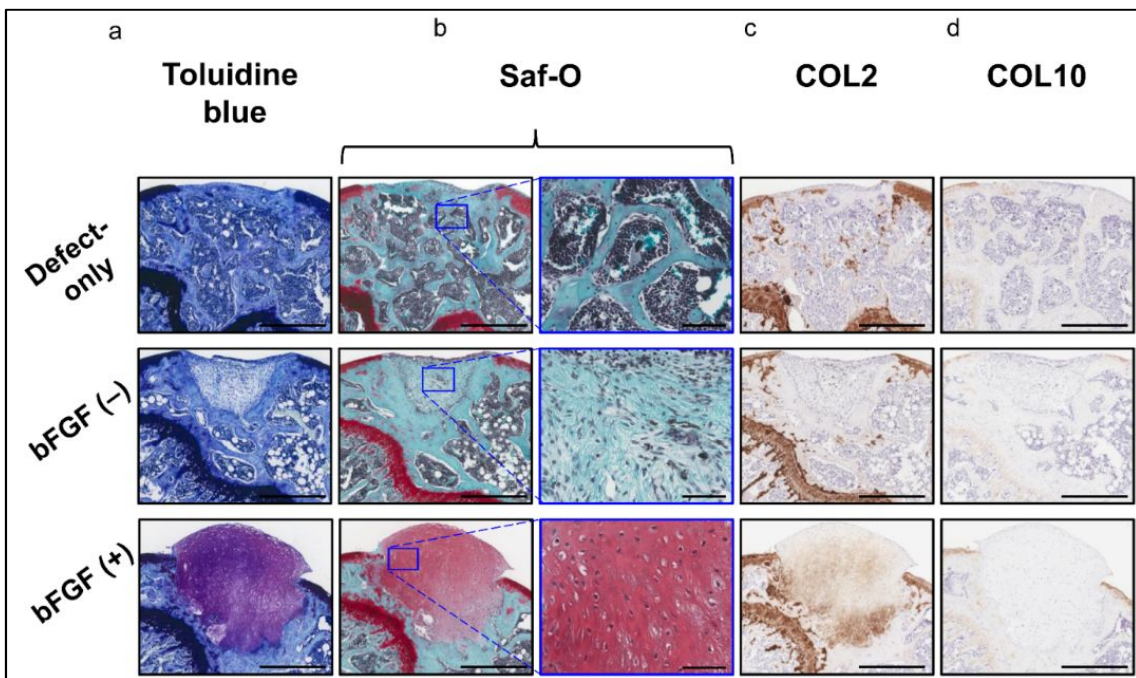 a
b
c
d
Toluidine
blue
Saf-O
COL2
COL10
Defect-
only
bFGF (–)
bFGF (+)